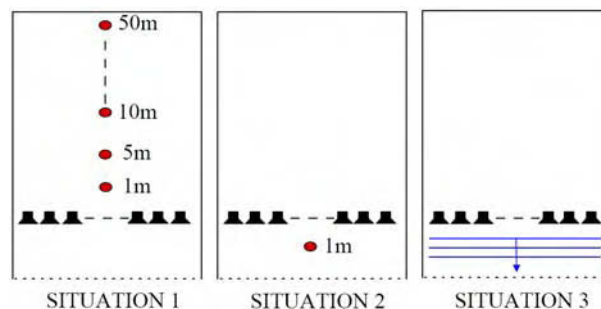 50m
10m
5m
1m
1m
SITUATION 1
SITUATION 2
SITUATION 3